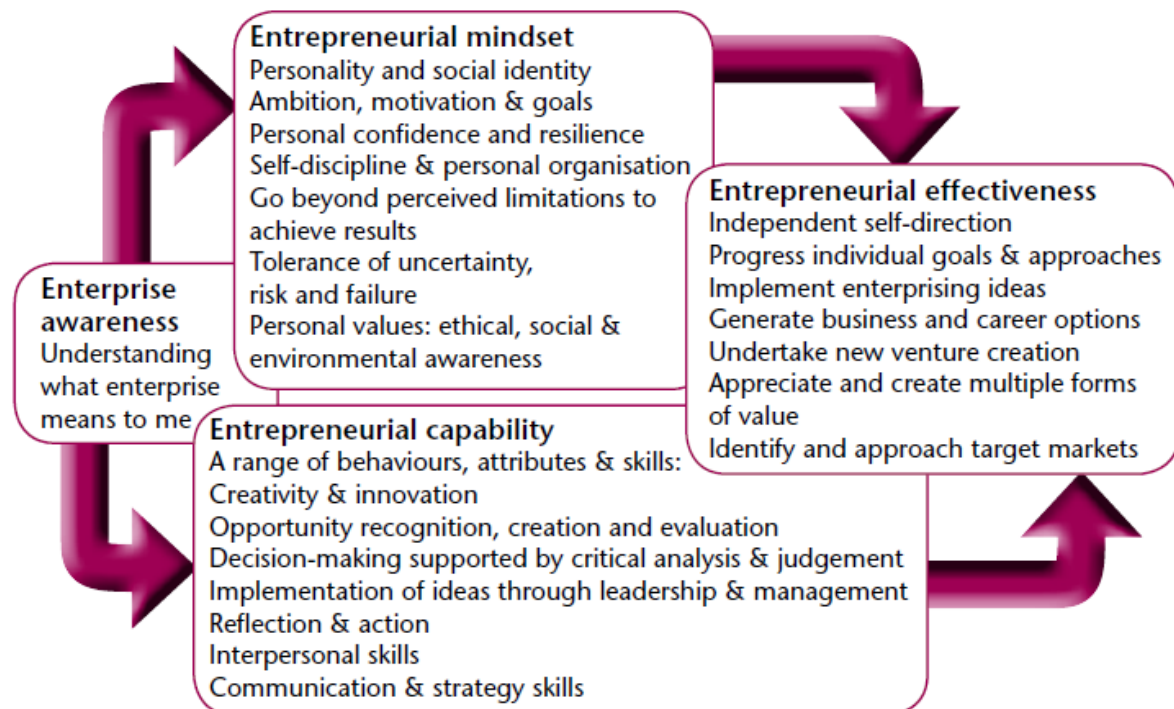 Entrepreneurial mindset
Personality and social identity
Ambition, motivation & goals
Personal confidence and resilience
Self-discipline & personal organisation
Go beyond perceived limitations to
achieve results
Tolerance of uncertainty,
risk and failure
Personal values: ethical, social &
environmental awareness
Enterprise
awareness
Understanding
what enterprise
means to me
Entrepreneurial capability
A range of behaviours, attributes & skills:
Creativity & innovation
Opportunity recognition, creation and evaluation
Decision-making supported by critical analysis & judgement
Implementation of ideas through leadership & management
Reflection & action
Interpersonal skills
Communication & strategy skills
Entrepreneurial effectiveness
Independent self-direction
Progress individual goals & approaches
Implement enterprising ideas
Generate business and career options
Undertake new venture creation
Appreciate and create multiple forms
of value
Identify and approach target markets